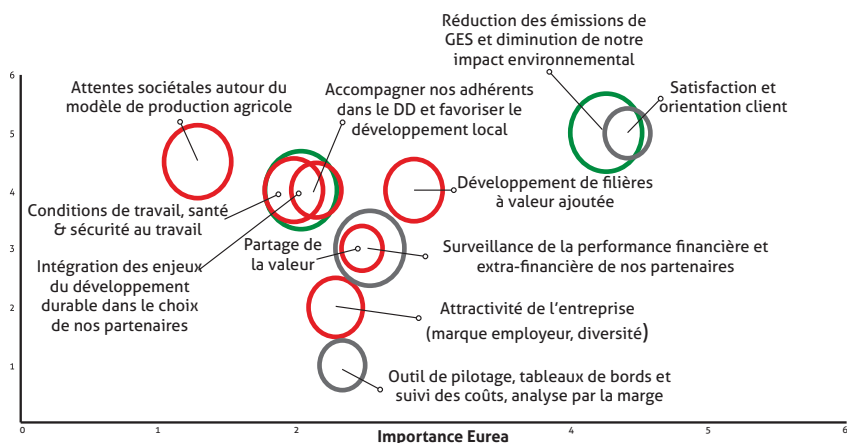 Réduction des émissions de
GES et diminution de notre
impact environnemental
Satisfaction et
orientation client
Attentes sociétales autour du
modèle de production agricole
Accompagner nos adhérents
dans le DD et favoriser le
développement local
Développement de filières
à valeur ajoutée
Conditions de travail, santé
& sécurité au travail
Partage de
la valeur
Surveillance de la performance financière et
extra-financière de nos partenaires
Intégration des enjeux
du développement
durable dans le choix
de nos partenaires
Attractivité de l'entreprise
(marque employeur, diversité)
Outil de pilotage, tableaux de bords et
suivi des coûts, analyse par la marge
6
5
4
3
2
1
0
1
2
4
5
6
Importance Eurea